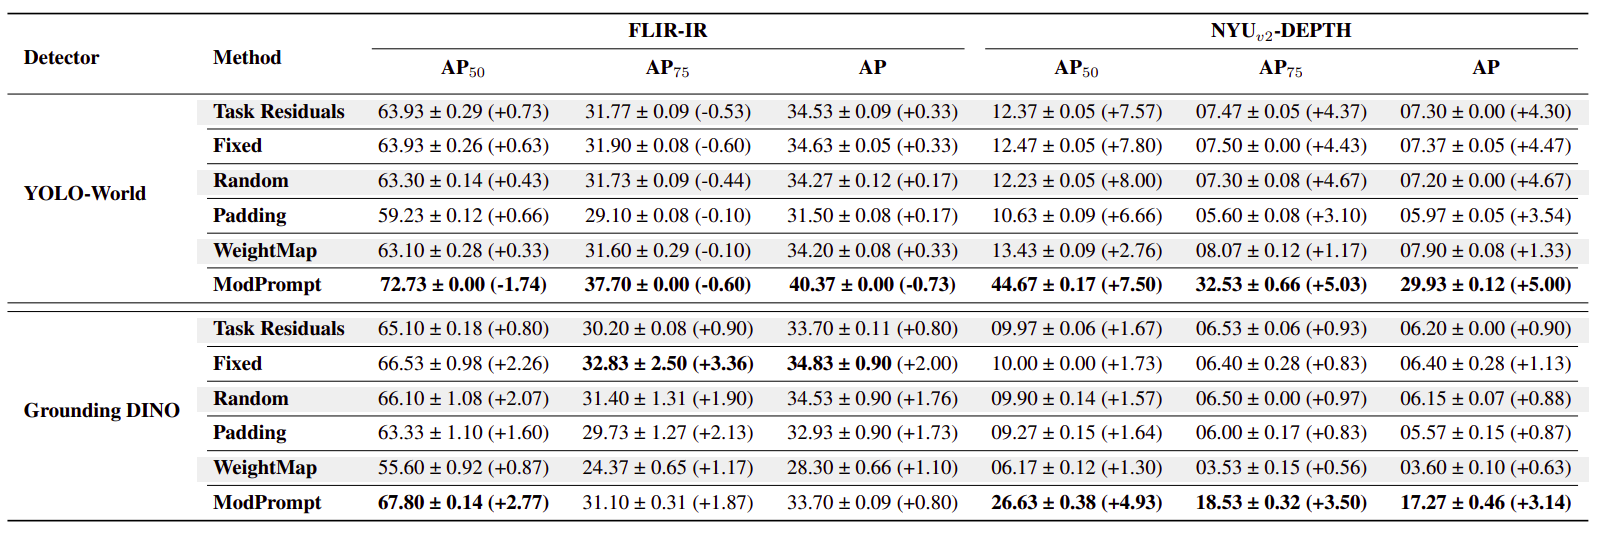 Detector Method FLIR-IR NYUv2-DEPTH
AP50 AP75 AP AP50 AP75 AP
YOLO-World
Task Residuals 63.93 ± 0.29 (+0.73) 31.77 ± 0.09 (-0.53) 34.53 ± 0.09 (+0.33) 12.37 ± 0.05 (+7.57) 07.47 ± 0.05 (+4.37) 07.30 ± 0.00 (+4.30)
Fixed 63.93 ± 0.26 (+0.63) 31.90 ± 0.08 (-0.60) 34.63 ± 0.05 (+0.33) 12.47 ± 0.05 (+7.80) 07.50 ± 0.00 (+4.43) 07.37 ± 0.05 (+4.47)
Random 63.30 ± 0.14 (+0.43) 31.73 ± 0.09 (-0.44) 34.27 ± 0.12 (+0.17) 12.23 ± 0.05 (+8.00) 07.30 ± 0.08 (+4.67) 07.20 ± 0.00 (+4.67)
Padding 59.23 ± 0.12 (+0.66) 29.10 ± 0.08 (-0.10) 31.50 ± 0.08 (+0.17) 10.63 ± 0.09 (+6.66) 05.60 ± 0.08 (+3.10) 05.97 ± 0.05 (+3.54)
WeightMap 63.10 ± 0.28 (+0.33) 31.60 ± 0.29 (-0.10) 34.20 ± 0.08 (+0.33) 13.43 ± 0.09 (+2.76) 08.07 ± 0.12 (+1.17) 07.90 ± 0.08 (+1.33)
ModPrompt 72.73 ± 0.00 (-1.74) 37.70 ± 0.00 (-0.60) 40.37 ± 0.00 (-0.73) 44.67 ± 0.17 (+7.50) 32.53 ± 0.66 (+5.03) 29.93 ± 0.12 (+5.00)
Grounding DINO
Task Residuals 65.10 ± 0.18 (+0.80) 30.20 ± 0.08 (+0.90) 33.70 ± 0.11 (+0.80) 09.97 ± 0.06 (+1.67) 06.53 ± 0.06 (+0.93) 06.20 ± 0.00 (+0.90)
Fixed 66.53 ± 0.98 (+2.26) 32.83 ± 2.50 (+3.36) 34.83 ± 0.90 (+2.00) 10.00 ± 0.00 (+1.73) 06.40 ± 0.28 (+0.83) 06.40 ± 0.28 (+1.13)
Random 66.10 ± 1.08 (+2.07) 31.40 ± 1.31 (+1.90) 34.53 ± 0.90 (+1.76) 09.90 ± 0.14 (+1.57) 06.50 ± 0.00 (+0.97) 06.15 ± 0.07 (+0.88)
Padding 63.33 ± 1.10 (+1.60) 29.73 ± 1.27 (+2.13) 32.93 ± 0.90 (+1.73) 09.27 ± 0.15 (+1.64) 06.00 ± 0.17 (+0.83) 05.57 ± 0.15 (+0.87)
WeightMap 55.60 ± 0.92 (+0.87) 24.37 ± 0.65 (+1.17) 28.30 ± 0.66 (+1.10) 06.17 ± 0.12 (+1.30) 03.53 ± 0.15 (+0.56) 03.60 ± 0.10 (+0.63)
ModPrompt 67.80 ± 0.14 (+2.77) 31.10 ± 0.31 (+1.87) 33.70 ± 0.09 (+0.80) 26.63 ± 0.38 (+4.93) 18.53 ± 0.32 (+3.50) 17.27 ± 0.46 (+3.14)